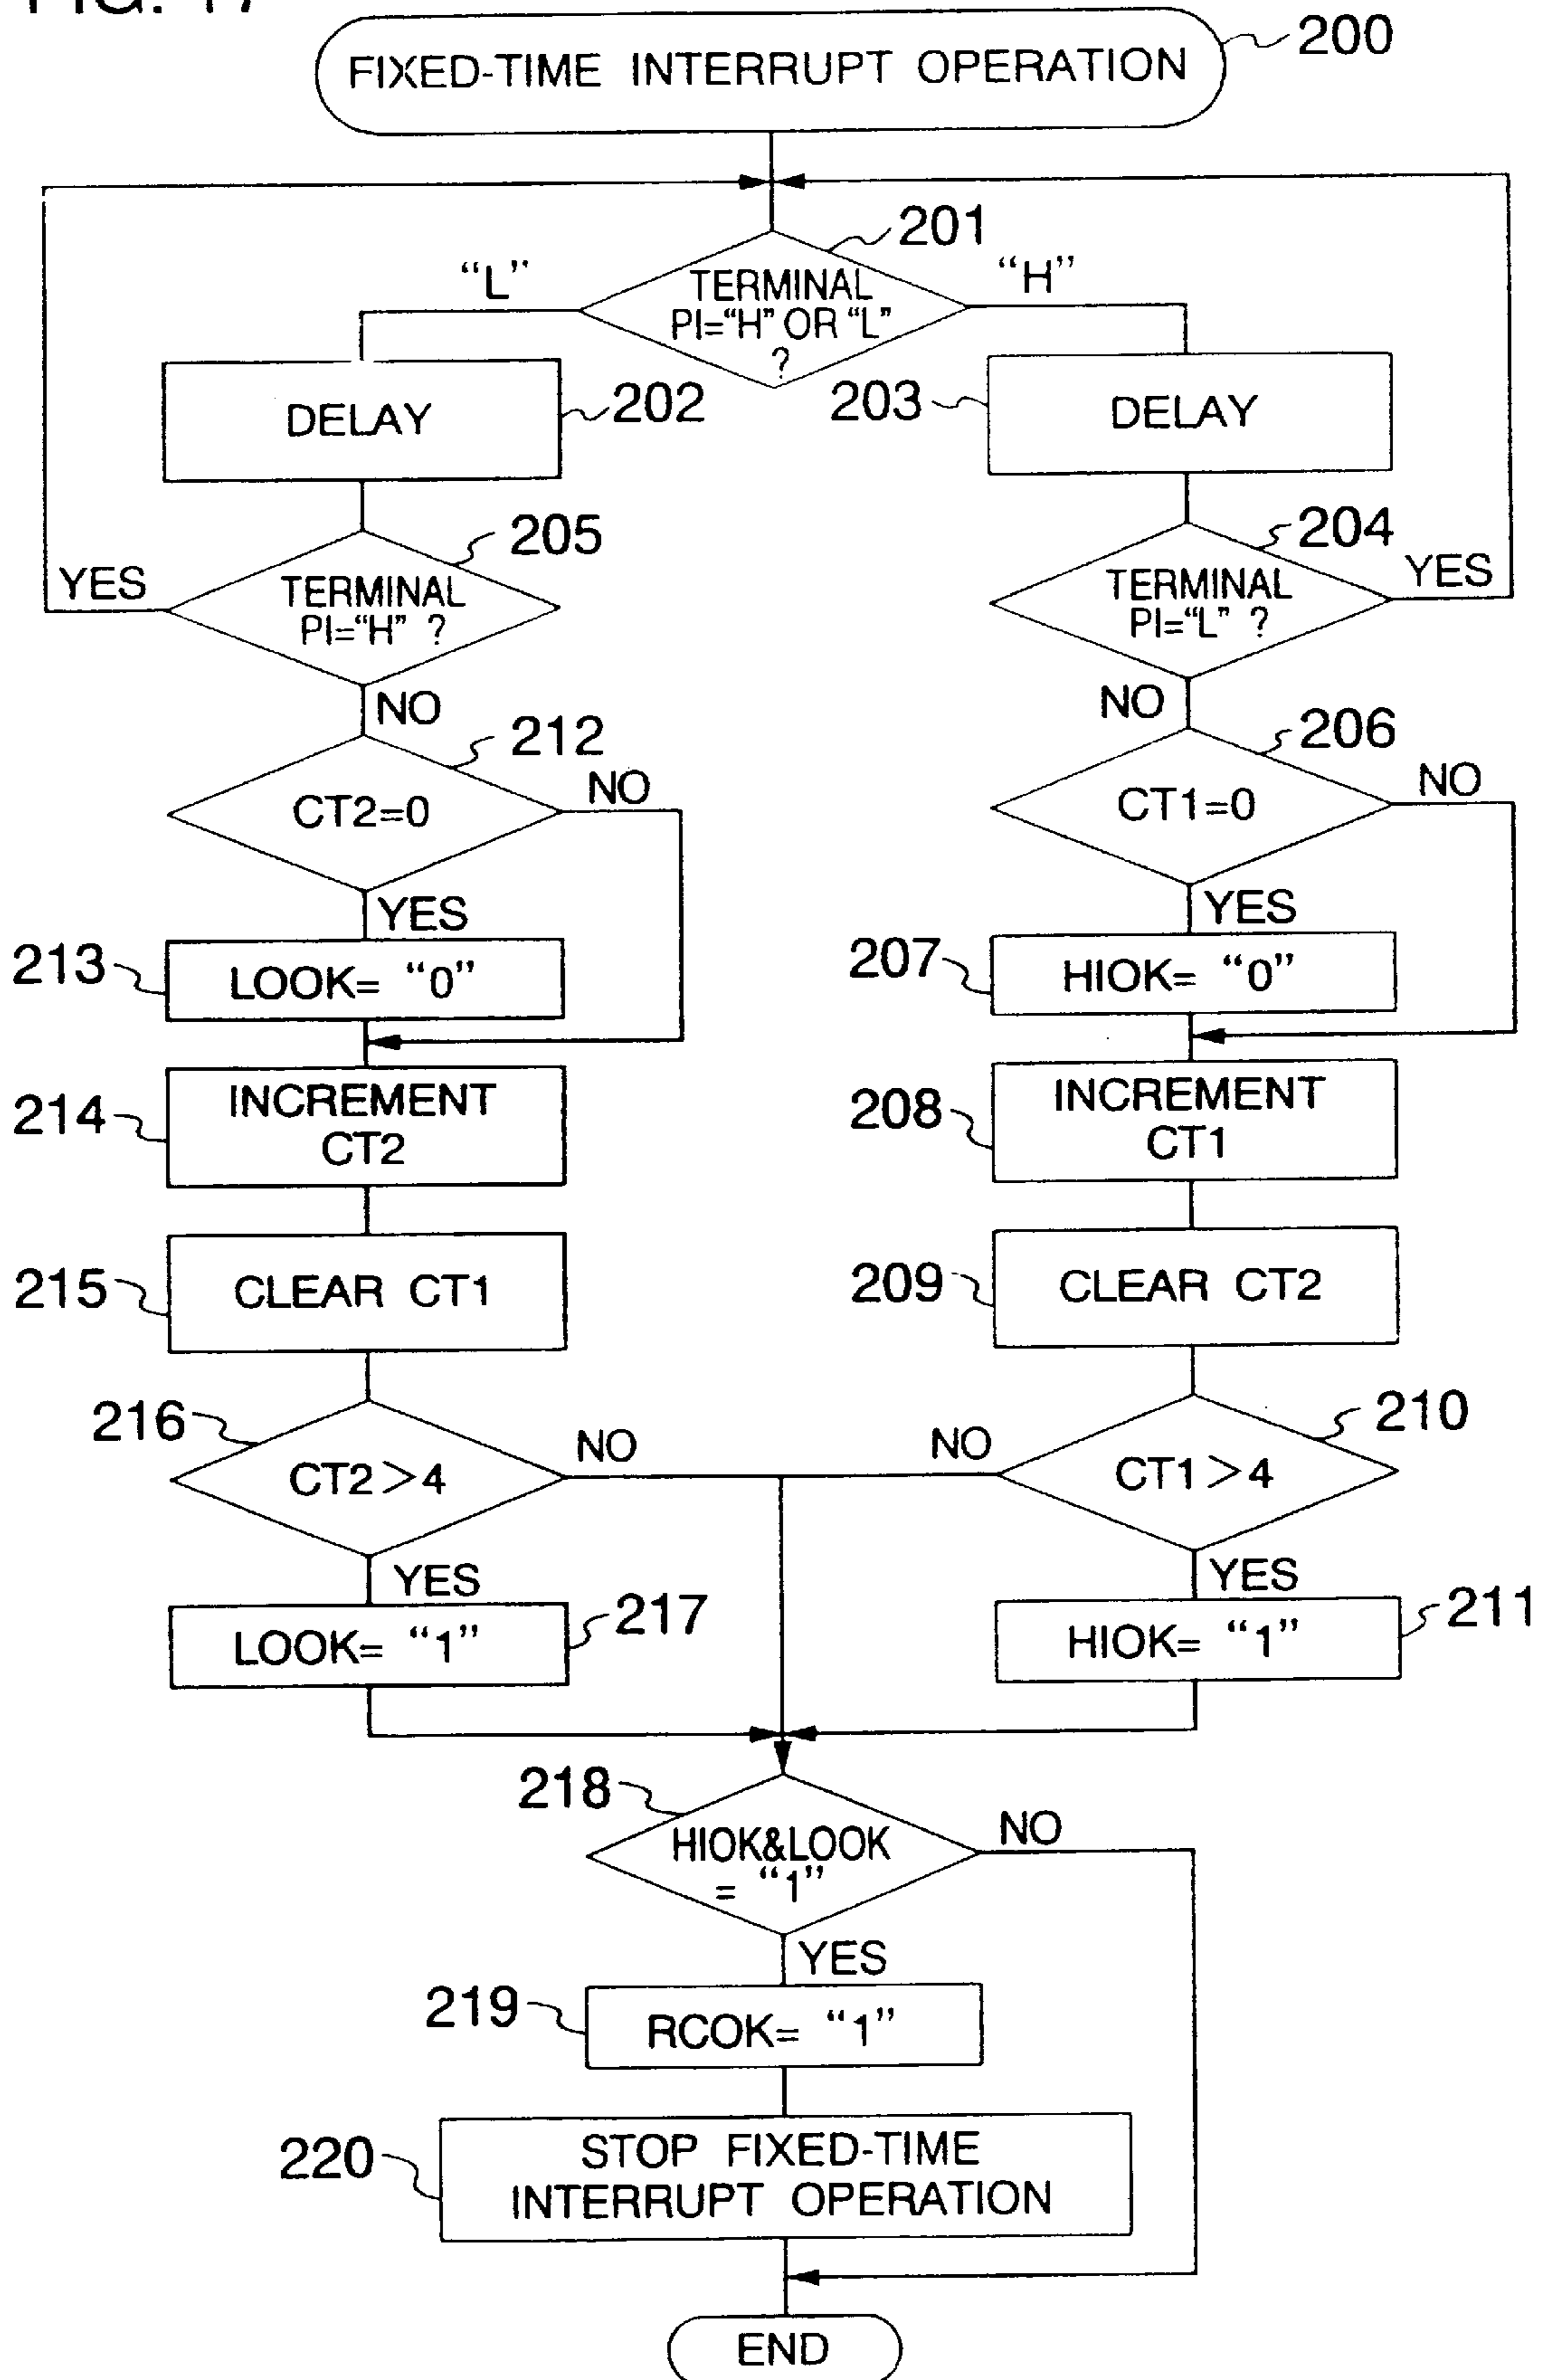 FIXED-TIME INTERRUPT OPERATION
200
201
"L"
TERMINAL
PI="H" OR "L"
?
"H"
DELAY
202
203
DELAY
205
204
YES
TERMINAL
PI="H" ?
TERMINAL
PI="L" ?
YES
NO
NO
212
206
CT2=0
NO
CT1=0
NO
YES
YES
213
LOOK= "0"
207
HIOK= "0"
214
INCREMENT
CT2
208
INCREMENT
CT1
215
CLEAR CT1
209
CLEAR CT2
216
210
CT2>4
NO
NO
CT1>4
YES
YES
LOOK= "1"
217
HIOK= "1"
211
218
HIOK&LOOK
= "1"
NO
YES
219
RCOK= "1"
220
STOP FIXED-TIME
INTERRUPT OPERATION
END